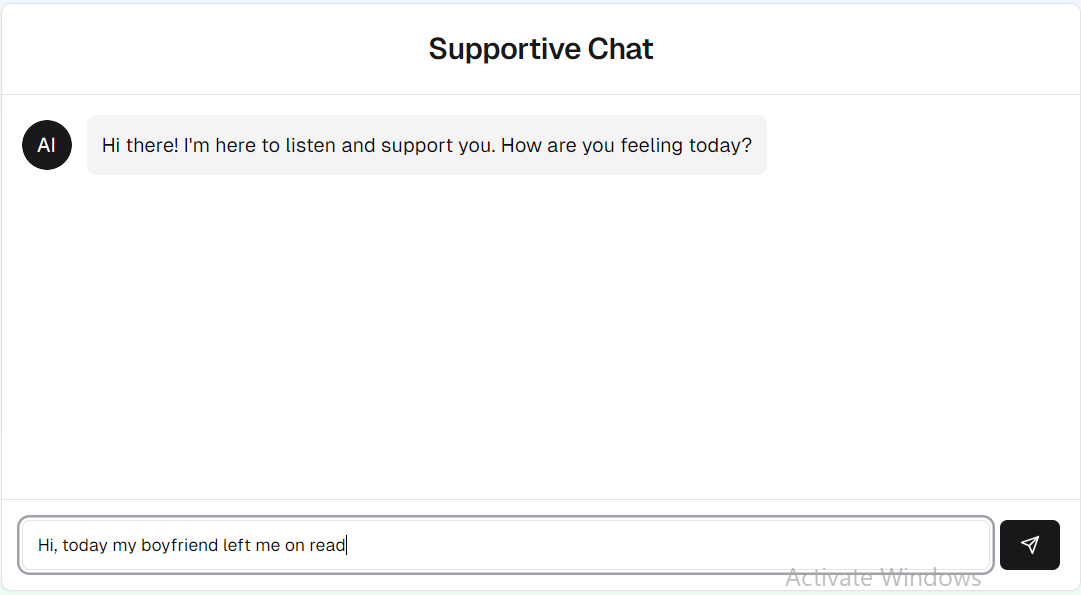 Supportive Chat
AI
Hi there! I'm here to listen and support you. How are you feeling today?
Hi, today my boyfriend left me on read
Activate Windows